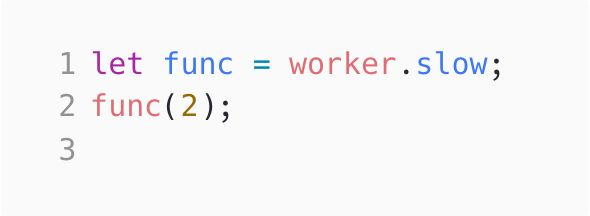 1 let func = worker.slow;
2 func(2);
3